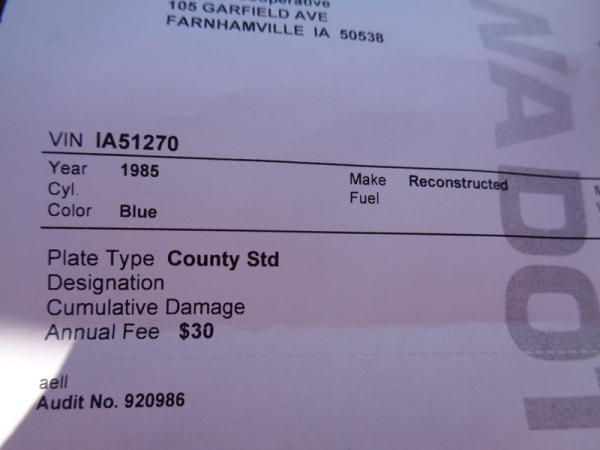 105 GARFIELD AVE
FARNHAMVILLE IA 50538
VIN IA51270
Year 1985
Make Reconstructed
Cyl.
Fuel
Color Blue
Plate Type County Std
Designation
Cumulative Damage
Annual Fee $30
aell
Audit No. 920986
WADOT